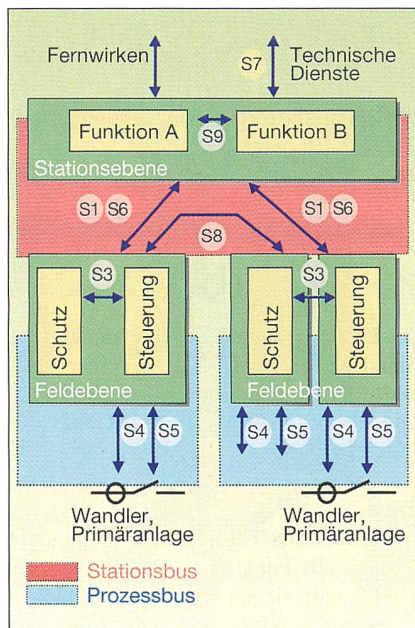 Fernwirken
S7
Technische
Dienste
Funktion A
S9
Funktion B
Stationsebene
S1 S6
S1 S6
S8
S3
S3
Schutz
Steuerung
Schutz
Steuerung
Feldebene
Feldebene
S4 S5
S4 S5
S4 S5
Wandler,
Primäranlage
Wandler,
Primäranlage
Stationsbus
Prozessbus